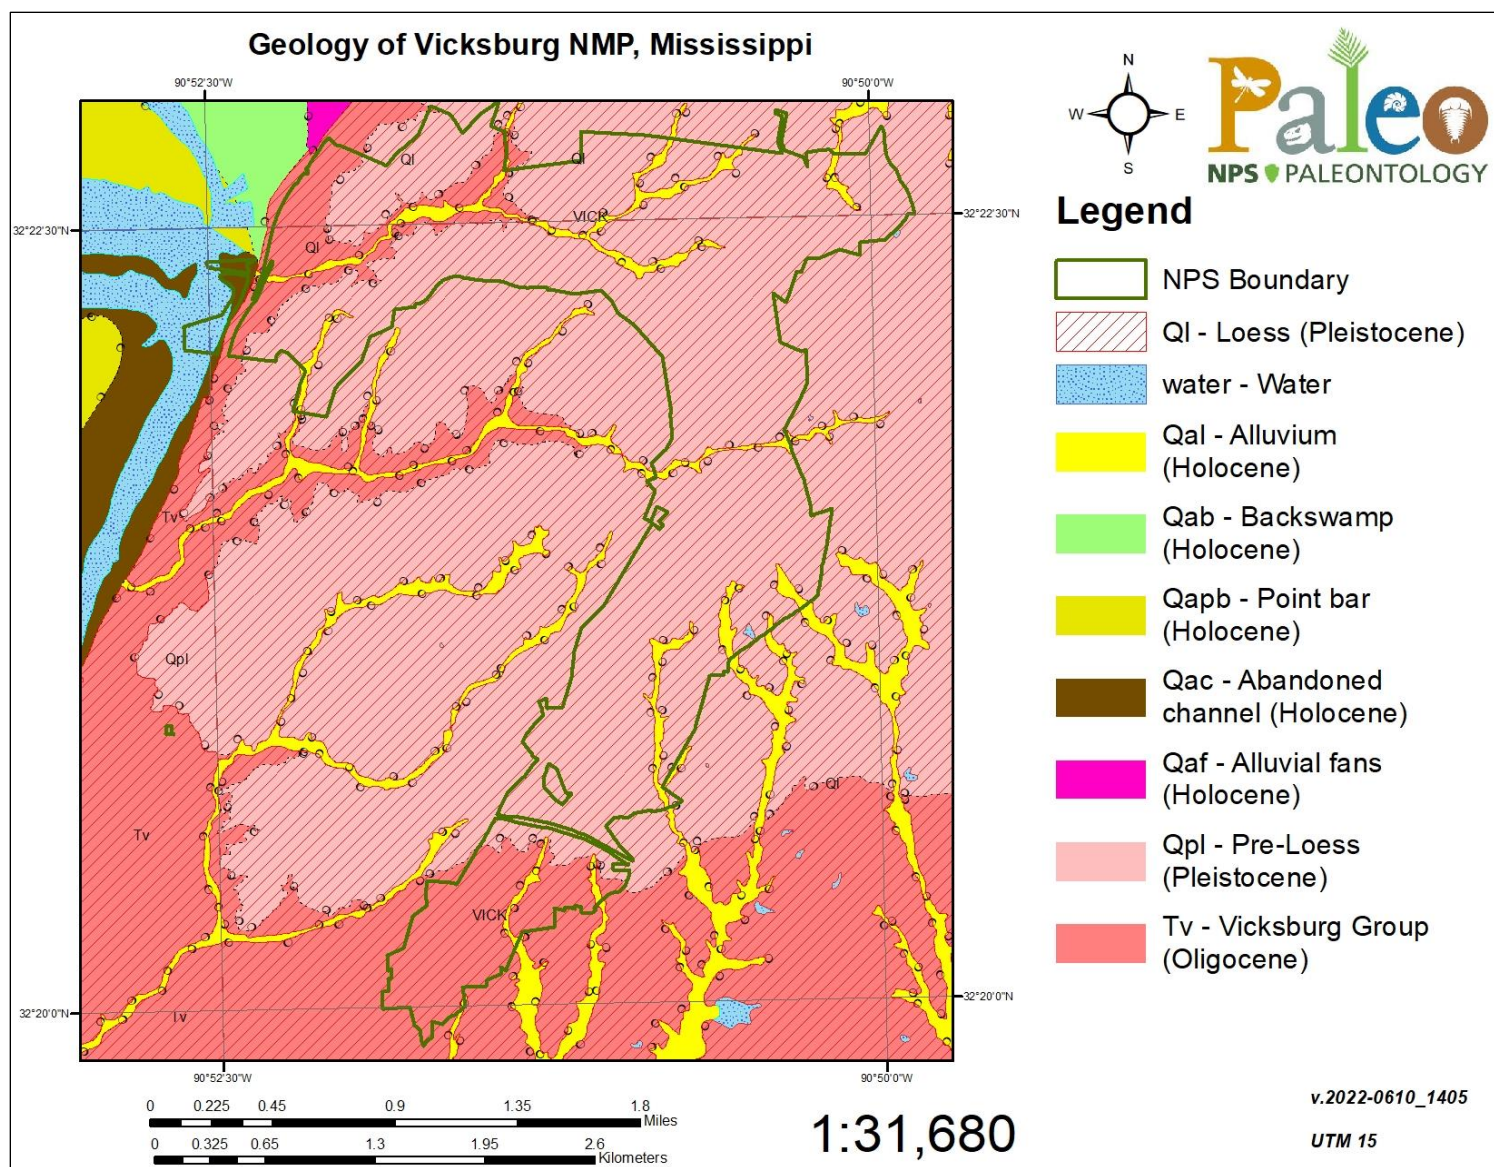 Geology of Vicksburg NMP, Mississippi
90°52'30"W
90°50'0"W
N
W
E
S
Paleo
NPS PALEONTOLOGY
Legend
NPS Boundary
Ql - Loess (Pleistocene)
water - Water
Qal - Alluvium
(Holocene)
Qab - Backswamp
(Holocene)
Qapb - Point bar
(Holocene)
Qac - Abandoned
channel (Holocene)
Qaf - Alluvial fans
(Holocene)
Qpl - Pre-Loess
(Pleistocene)
Tv - Vicksburg Group
(Oligocene)
32°22'30"N
32°22'30"N
Ql
Ql
VICK
Ql
Tv
Qpl
Ql
Tv
VICK
Tv
32°20'0"N
32°20'0"N
90°52'30"W
90°50'0"W
0 0.225 0.45 0.9 1.35 1.8
Miles
0 0.325 0.65 1.3 1.95 2.6
Kilometers
1:31,680
v.2022-0610_1405
UTM 15